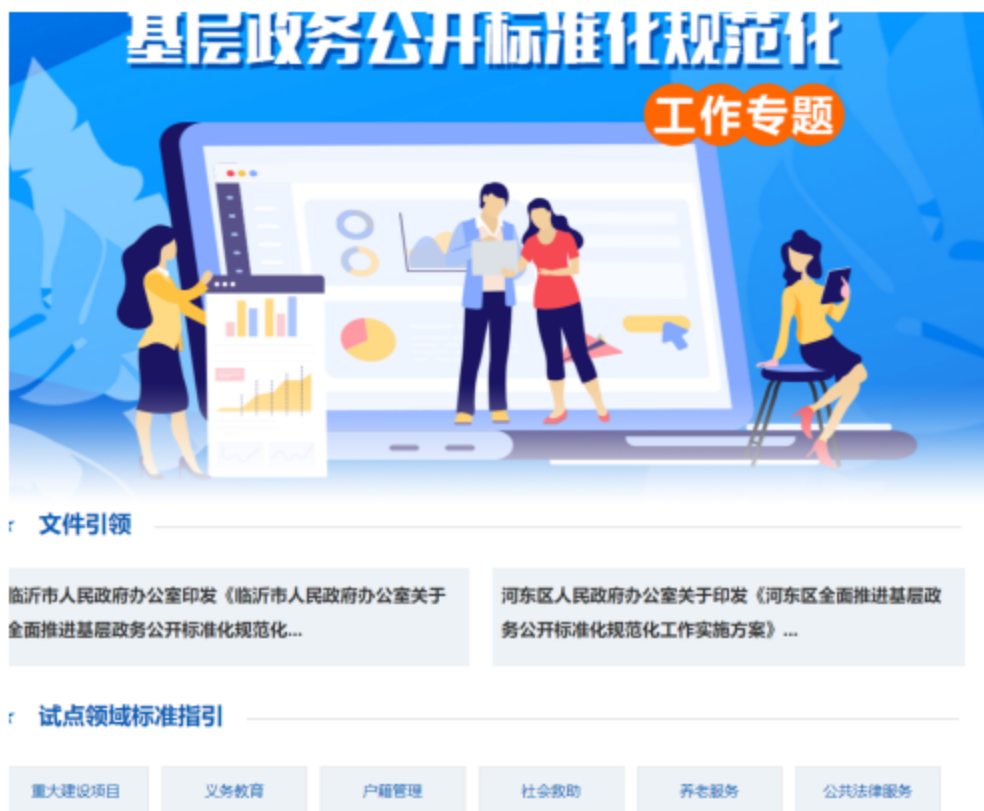 基层政务公开标准化规范化
工作专题
文件引领
临沂市人民政府办公室印发《临沂市人民政府办公室关于
全面推进基层政务公开标准化规范化...
河东区人民政府办公室关于印发《河东区全面推进基层政
务公开标准化规范化工作实施方案》...
试点领域标准指引
重大建设项目
义务教育
户籍管理
社会救助
养老服务
公共法律服务